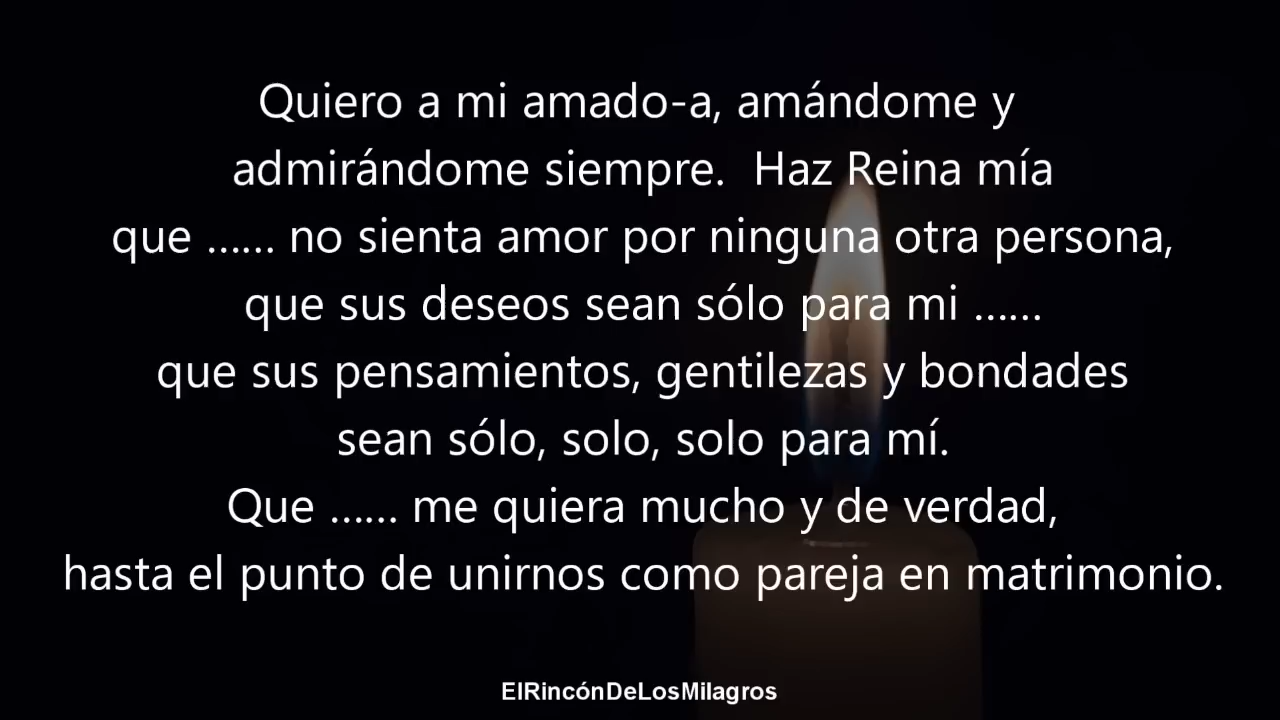 Quiero a mi amado-a, amándome y
admirándome siempre.  Haz Reina mía
que …... no sienta amor por ninguna otra persona,
que sus deseos sean sólo para mi …...
que sus pensamientos, gentilezas y bondades
sean sólo, solo, solo para mí.
Que …... me quiera mucho y de verdad,
hasta el punto de unirnos como pareja en matrimonio.
ElRincónDeLosMilagros